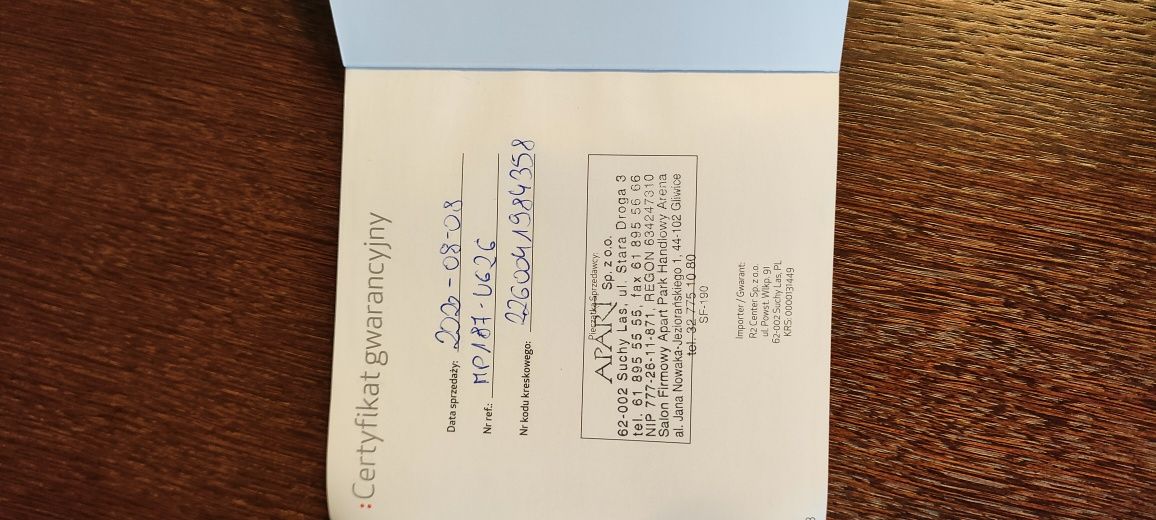 :Certyfikat gwarancyjny
Data sprzedaży: 2020-08-08
Nr ref.: MP187-U626
Nr kodu kreskowego: 7260041984358
Pieczątka Sprzedawcy:
APART Sp. z o.o.
62-002 Suchy Las, ul. Stara Droga 3
tel. 61 895 55 55, fax 61 895 56 66
NIP 777-26-11-871, REGON 634247310
Salon Firmowy Apart Park Handlowy Arena
al. Jana Nowaka-Jeziorańskiego 1, 44-102 Gliwice
tel. 32 775 10 80
SF-190
Importer / Gwarant:
R2 Center Sp. z o.o.
ul. Powst. Wlkp. 91
62-002 Suchy Las, PL
KRS: 0000131449